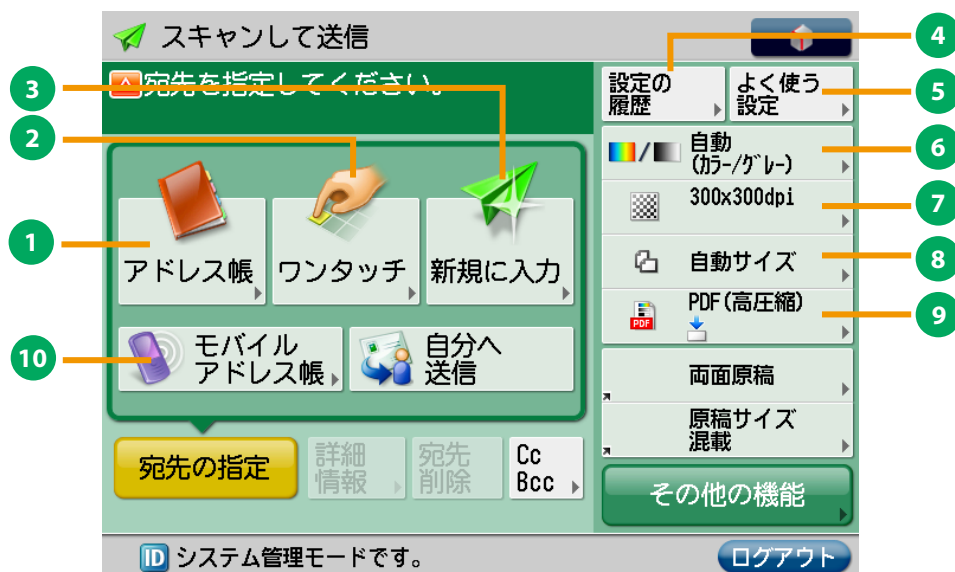 スキャンして送信
宛先を指定してください。
設定の
履歴
よく使う
設定
自動
(カラー/グレー)
300x300dpi
自動サイズ
PDF
PDF(高圧縮)
アドレス帳
ワンタッチ
新規に入力
モバイル
アドレス帳
自分へ
送信
両面原稿
原稿サイズ
混載
宛先の指定
詳細
情報
宛先
削除
Cc
Bcc
その他の機能
ID システム管理モードです。
ログアウト
1
2
3
4
5
6
7
8
9
10